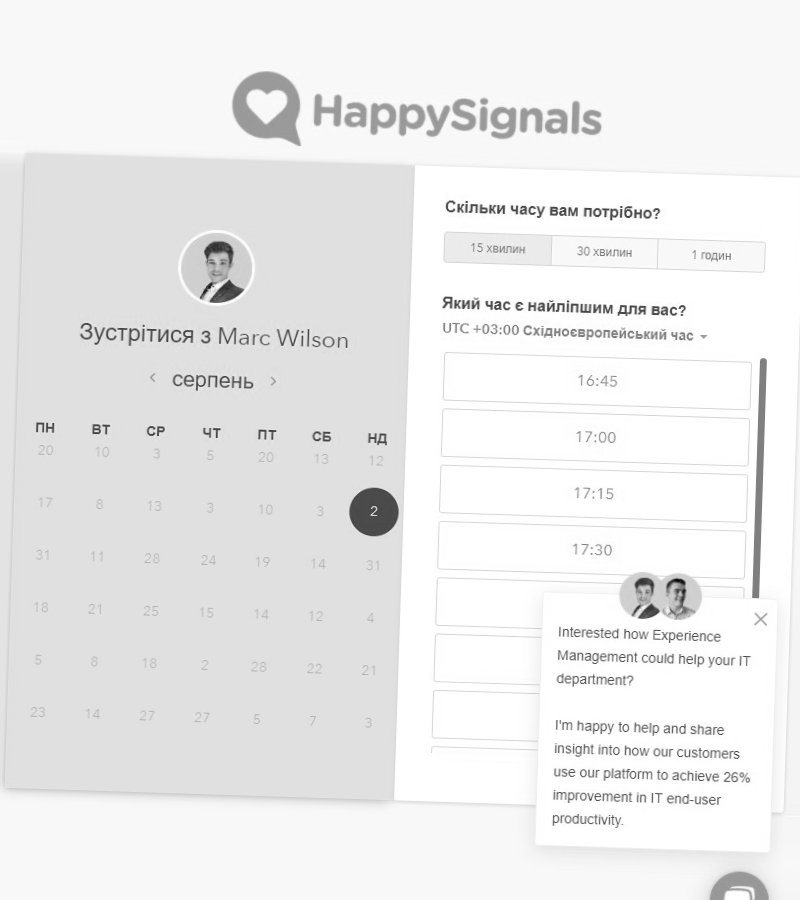 HappySignals
Зустрітися з Marc Wilson
серпень
ПН ВТ СР ЧТ ПТ СБ НД
20 10 3 5 20 13 12
17 8 13 3 10 3 2
31 11 28 24 19 14 31
18 21 25 15 14 12 4
5 8 18 2 28 22 21
23 14 27 27 5 7 3
Скільки часу вам потрібно?
15 хвилин 30 хвилин 1 годин
Який час є найліпшим для вас?
UTC +03:00 Східноєвропейський час
16:45
17:00
17:15
17:30
Interested how Experience
Management could help your IT
department?
I'm happy to help and share
insight into how our customers
use our platform to achieve 26%
improvement in IT end-user
productivity.